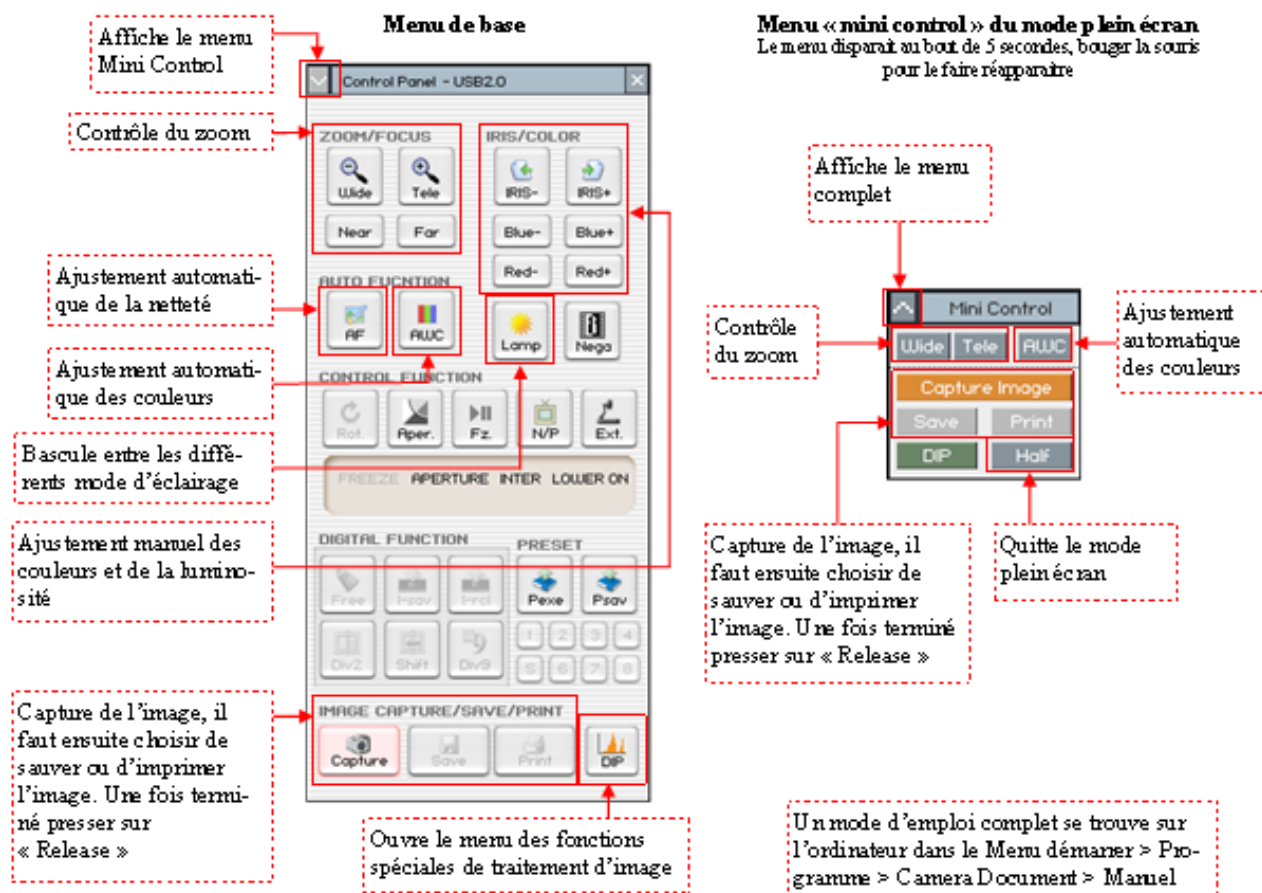 Menu de base
Menu « mini control » du mode plein écran
Le menu disparait au bout de 5 secondes, bouger la souris
pour le faire réapparaitre
Affiche le menu
Mini Control
Control Panel - USB2.0
Contrôle du zoom
ZOOM/FOCUS
IRIS/COLOR
Wide
Tele
IRIS-
IRIS+
Near
Far
Blue-
Blue+
Red-
Red+
Ajustement automati-
que de la netteté
AUTO FUCNTION
AF
AWC
Lamp
Nega
Ajustement automati-
que des couleurs
CONTROL FUNCTION
Rot.
Aper.
Fz.
N/P
Ext.
Bascule entre les diffé-
rents mode d'éclairage
FREEZE APERTURE INTER LOWER ON
Ajustement manuel des
couleurs et de la lumino-
sité
DIGITAL FUNCTION
PRESET
Free
I-sav
I-rcl
Pexe
Psav
Div2
Shift
Div9
1 2 3 4
5 6 7 8
Capture de l'image, il
faut ensuite choisir de
sauver ou d'imprimer
l'image. Une fois termi-
né presser sur
« Release »
IMAGE CAPTURE/SAVE/PRINT
Capture
Save
Print
DIP
Ouvre le menu des fonctions
spéciales de traitement d'image
Affiche le menu
complet
Mini Control
Contrôle
du zoom
Wide
Tele
AWC
Ajustement
automatique
des couleurs
Capture Image
Save
Print
DIP
Half
Capture de l'image, il
faut ensuite choisir de
sauver ou d'imprimer
l'image. Une fois terminé
presser sur « Release »
Quitte le mode
plein écran
Un mode d'emploi complet se trouve sur
l'ordinateur dans le Menu démarrer > Pro-
gramme > Camera Document > Manuel